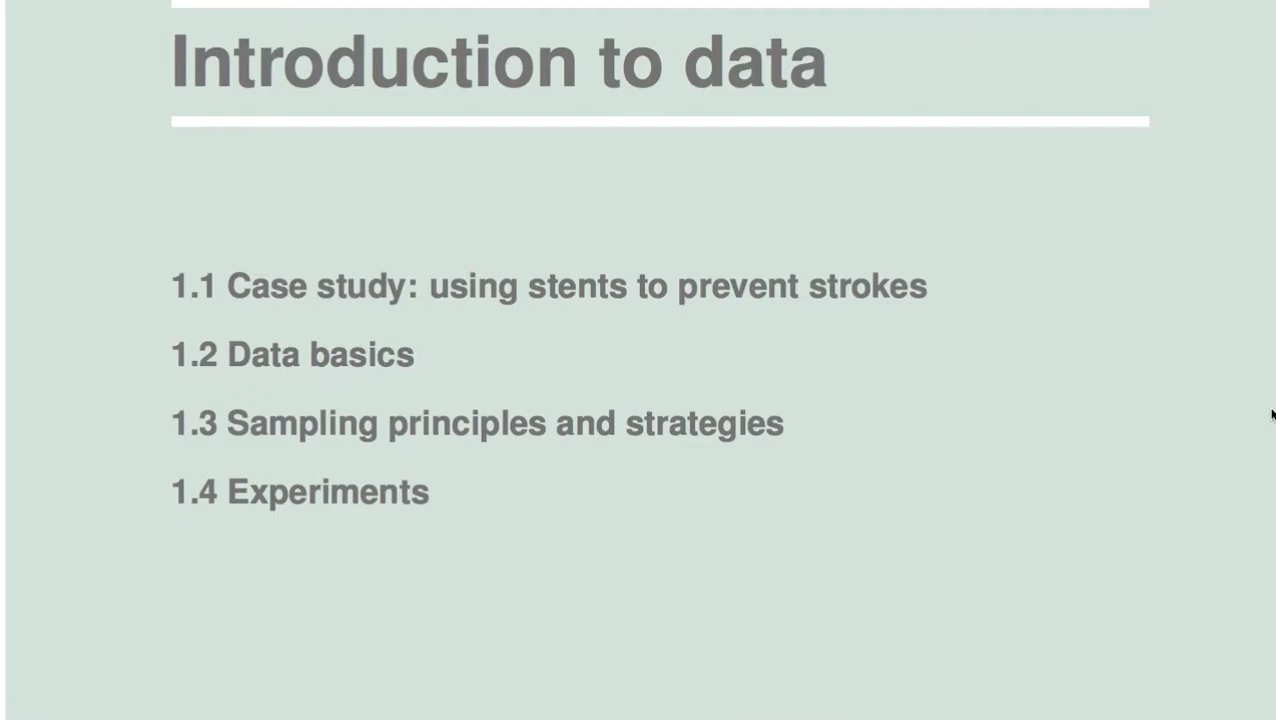 Introduction to data
1.1 Case study: using stents to prevent strokes
1.2 Data basics
1.3 Sampling principles and strategies
1.4 Experiments